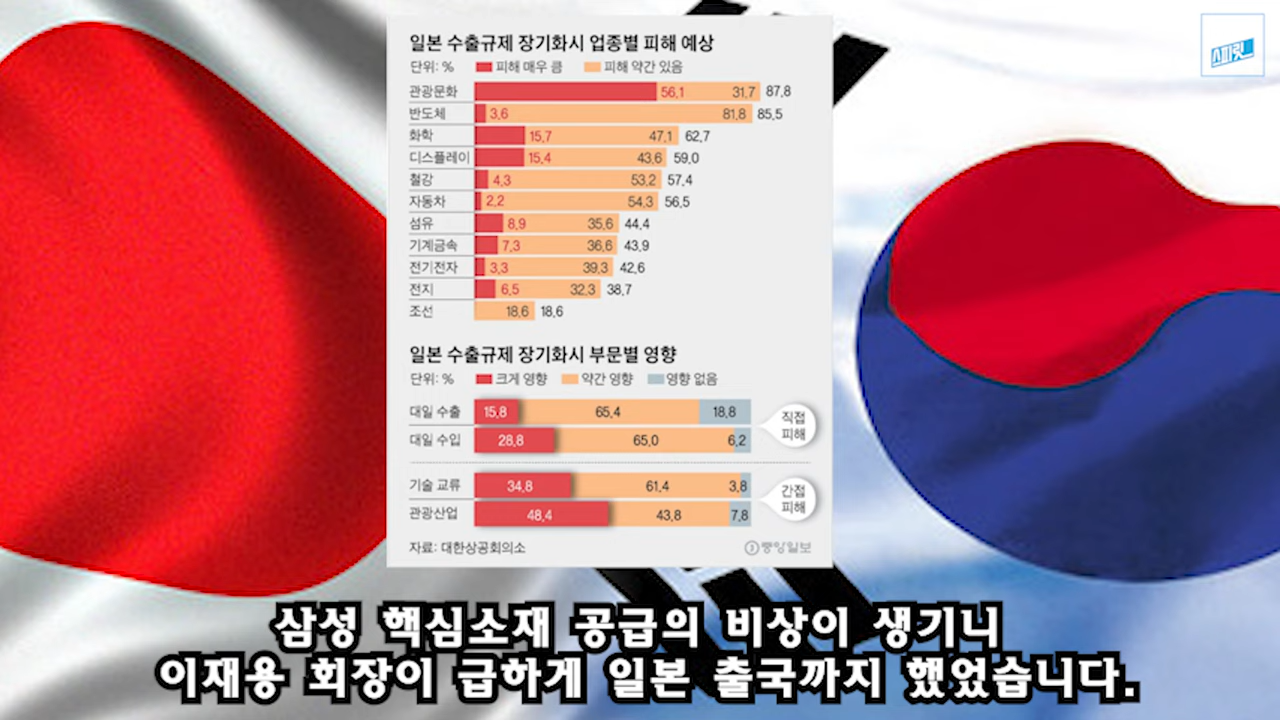 스피릿
일본 수출규제 장기화시 업종별 피해 예상
단위: % 피해 매우 큼 피해 약간 있음
관광문화 56.1 31.7 87.8
반도체 3.6 81.8 85.5
화학 15.7 47.1 62.7
디스플레이 15.4 43.6 59.0
철강 4.3 53.2 57.4
자동차 2.2 54.3 56.5
섬유 8.9 35.6 44.4
기계금속 7.3 36.6 43.9
전기전자 3.3 39.3 42.6
전지 6.5 32.3 38.7
조선 18.6 18.6
일본 수출규제 장기화시 부문별 영향
단위: % 크게 영향 약간 영향 영향 없음
대일 수출 15.8 65.4 18.8
직접
피해
대일 수입 28.8 65.0 6.2
기술 교류 34.8 61.4 3.8
간접
피해
관광산업 48.4 43.8 7.8
자료: 대한상공회의소 중앙일보
삼성 핵심소재 공급의 비상이 생기니
이재용 회장이 급하게 일본 출국까지 했었습니다.